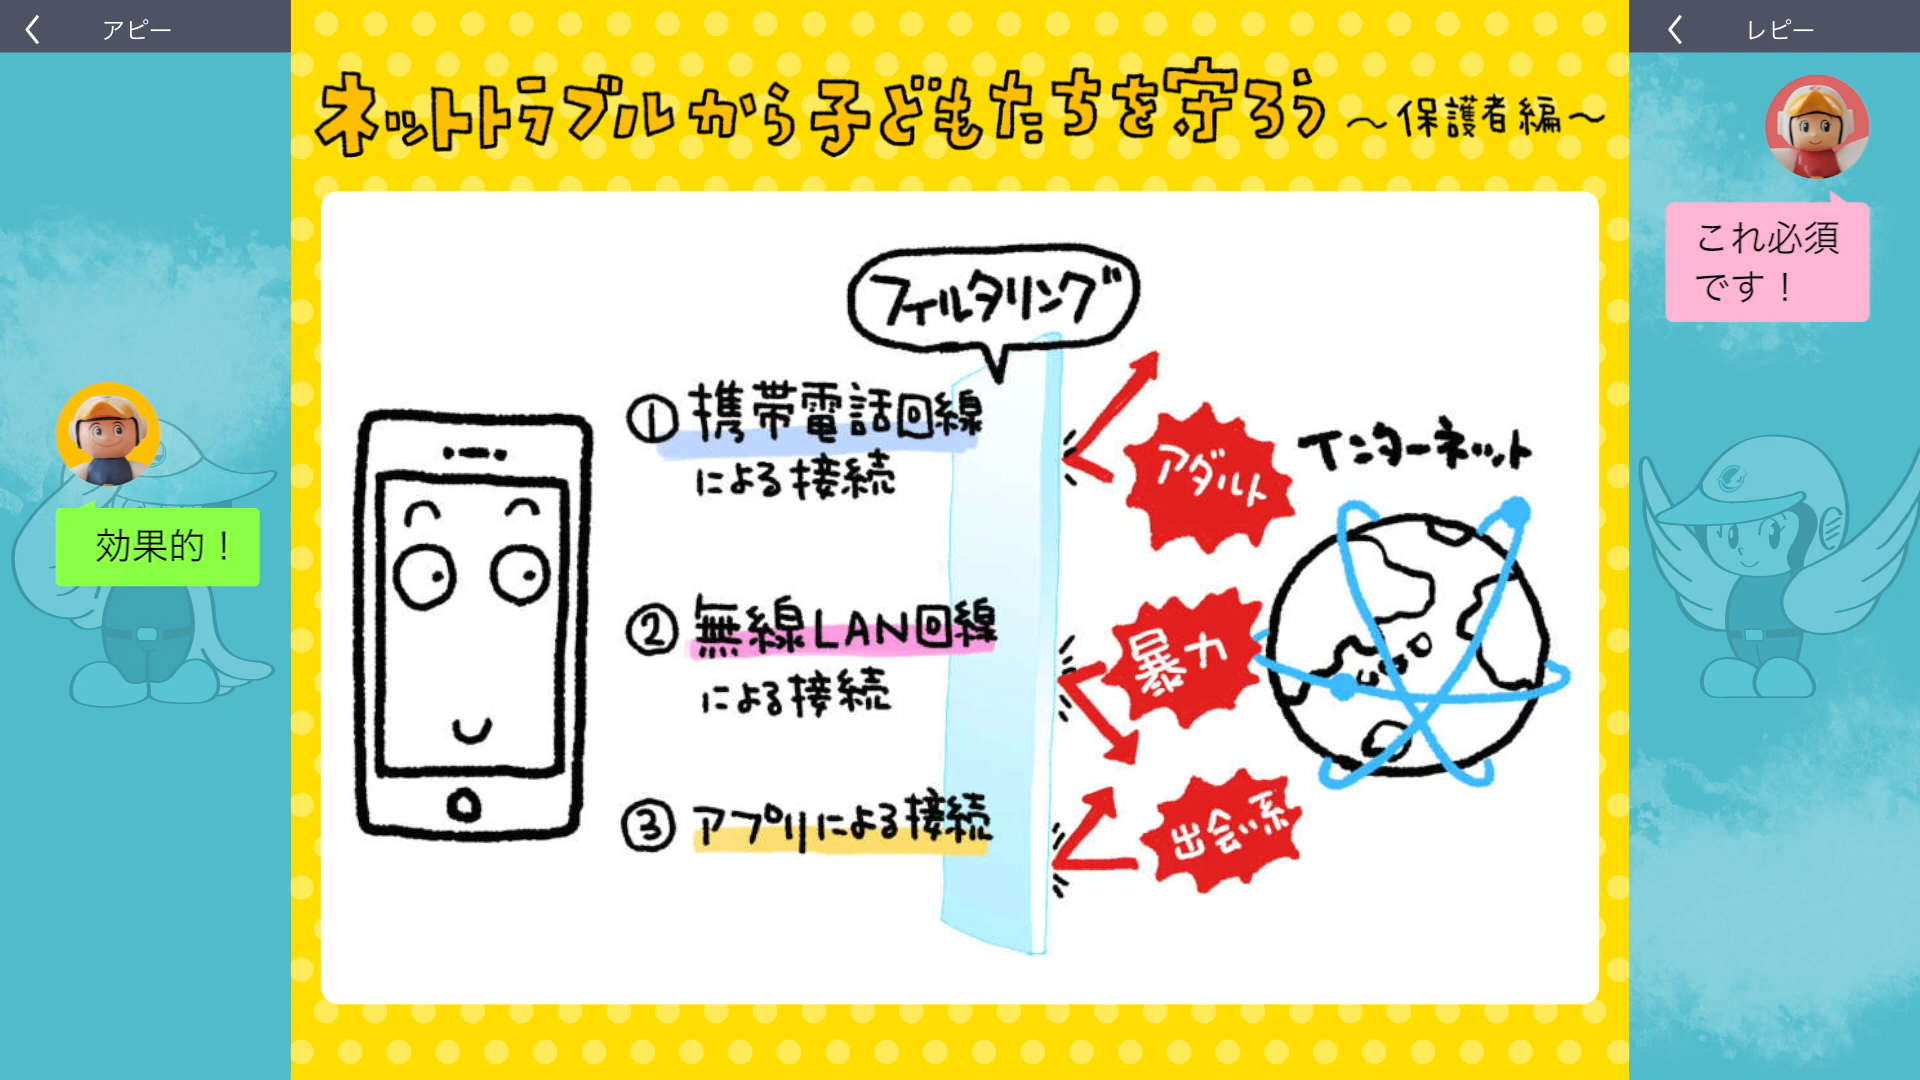 アピー
レピー
ネットトラブルから子どもたちを守ろう ～保護者編～
これ必須
です！
フィルタリング
①携帯電話回線
による接続
アダルト
インターネット
効果的！
②無線LAN回線
による接続
暴力
③アプリによる接続
出会い系